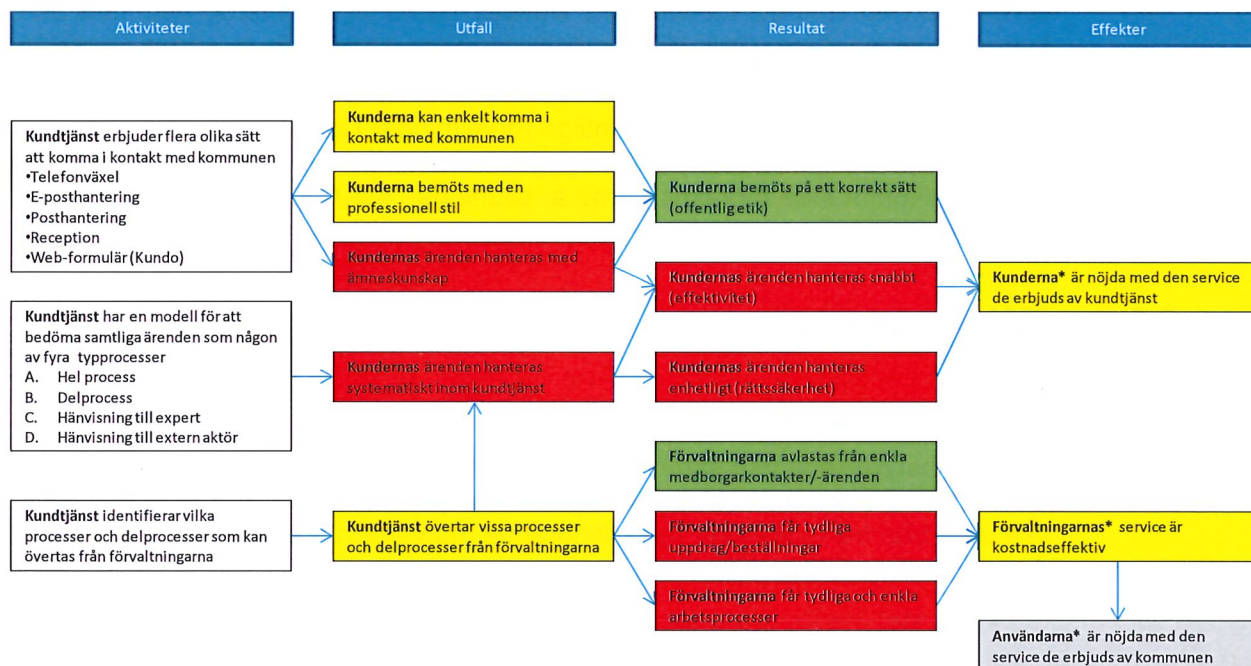 Aktiviteter
Utfall
Resultat
Effekter
Kundtjänst erbjuder flera olika sätt
att komma i kontakt med kommunen
•Telefonväxel
•E-posthantering
•Posthantering
•Reception
•Web-formulär (Kundo)
Kundtjänst har en modell för att
bedöma samtliga ärenden som någon
av fyra typprocesser
A. Hel process
B. Delprocess
C. Hänvisning till expert
D. Hänvisning till extern aktör
Kundtjänst identifierar vilka
processer och delprocesser som kan
övertas från förvaltningarna
Kunderna kan enkelt komma i
kontakt med kommunen
Kunderna bemöts med en
professionell stil
Kundernas ärenden hanteras med
ämneskunskap
Kundernas ärenden hanteras
systematiskt inom kundtjänst
Kundtjänst övertar vissa processer
och delprocesser från förvaltningarna
Kunderna bemöts på ett korrekt sätt
(offentlig etik)
Kundernas ärenden hanteras snabbt
(effektivitet)
Kundernas ärenden hanteras
enhetligt (rättssäkerhet)
Förvaltningarna avlastas från enkla
medborgarkontakter/-ärenden
Förvaltningarna får tydliga
uppdrag/beställningar
Förvaltningarna får tydliga och enkla
arbetsprocesser
Kunderna* är nöjda med den service
de erbjuds av kundtjänst
Förvaltningarnas* service är
kostnadseffektiv
Användarna* är nöjda med den
service de erbjuds av kommunen